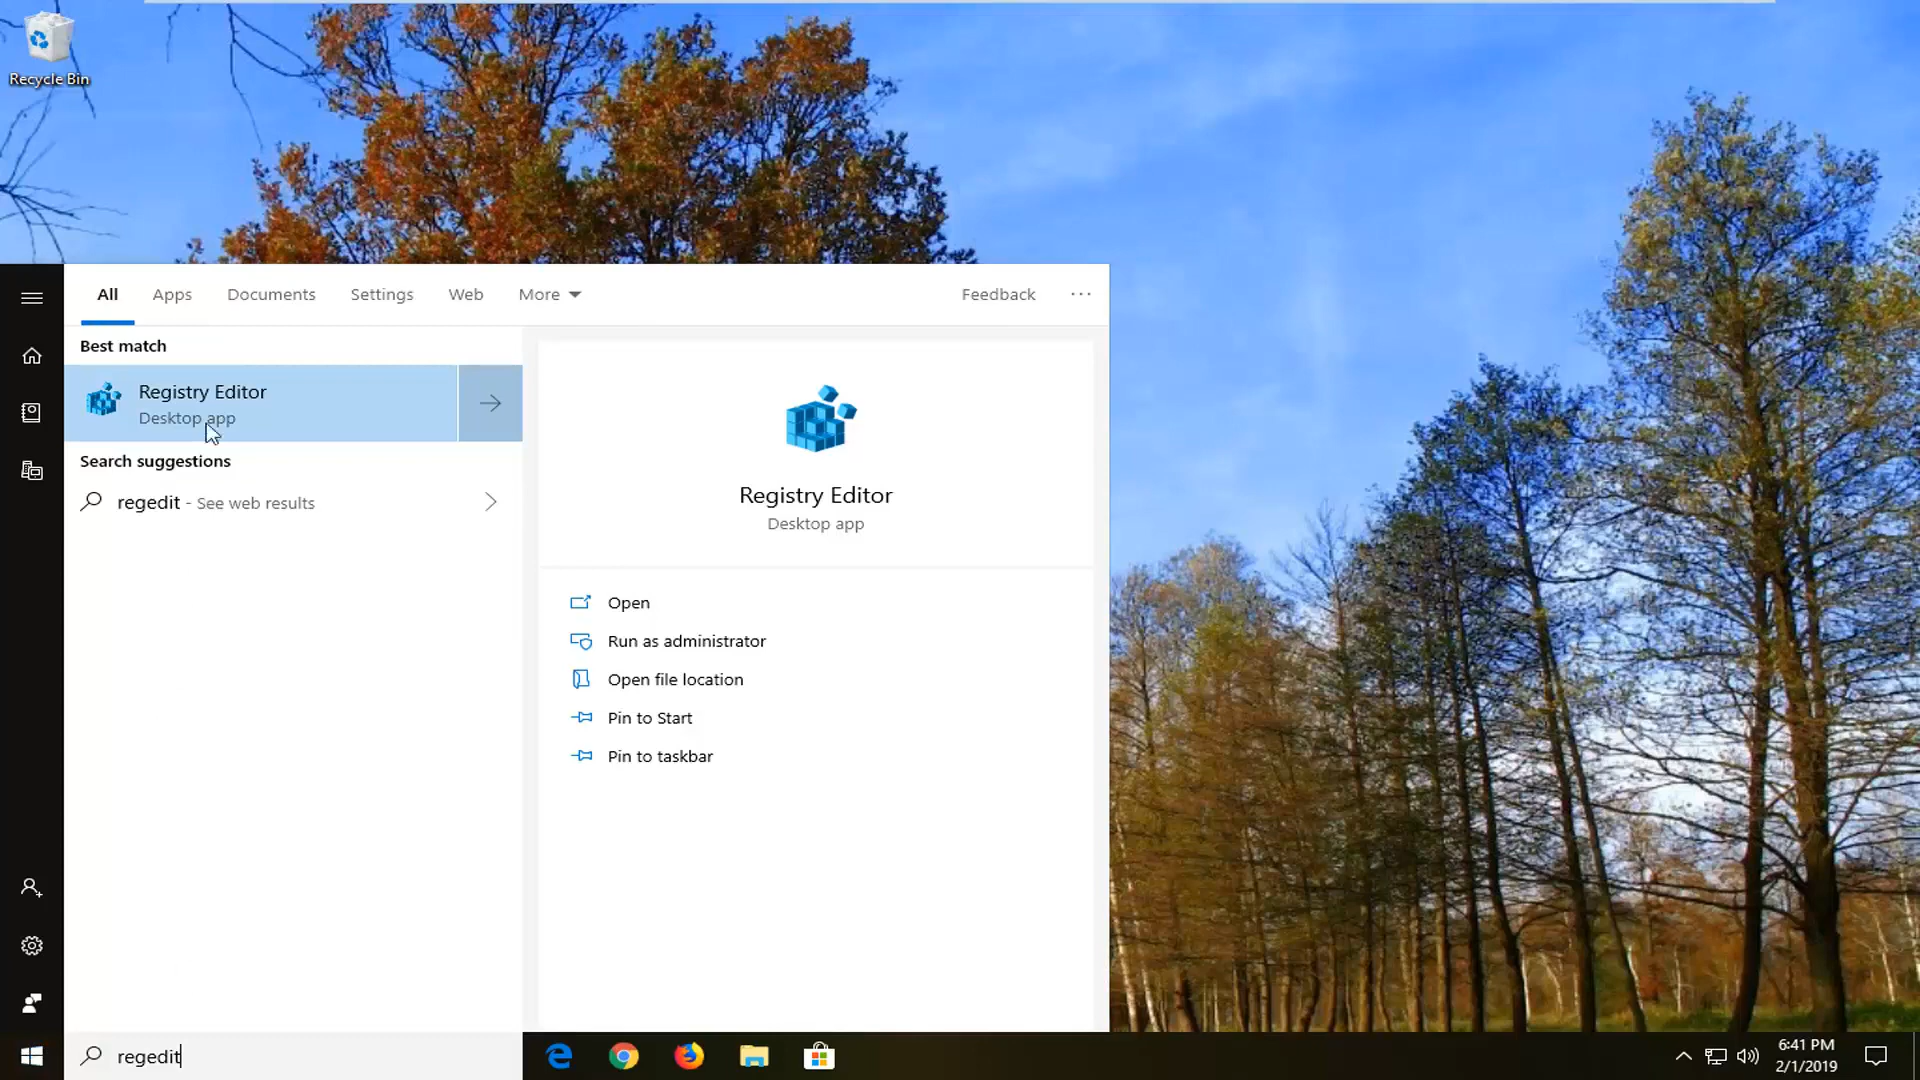 Recycle Bin
All Apps Documents Settings Web More Feedback ...
Best match
Registry Editor
Desktop app
Search suggestions
regedit - See web results
Registry Editor
Desktop app
Open
Run as administrator
Open file location
Pin to Start
Pin to taskbar
regedit
6:41 PM
2/1/2019